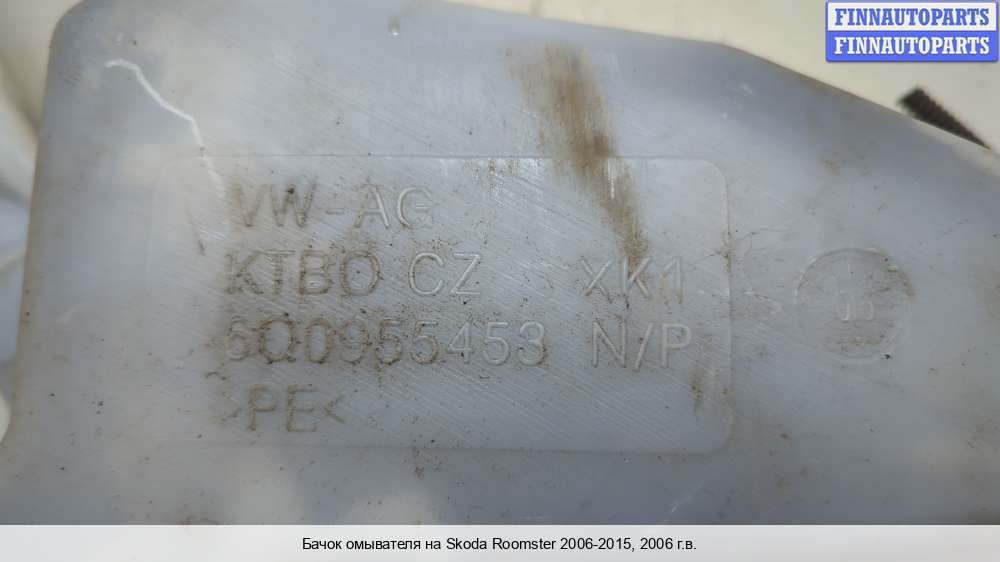 FINNAUTOPARTS
FINNAUTOPARTS
VW-AG
KTBO CZ XK1
6Q0955453 N/P
>PE<
Бачок омывателя на Skoda Roomster 2006-2015, 2006 г.в.